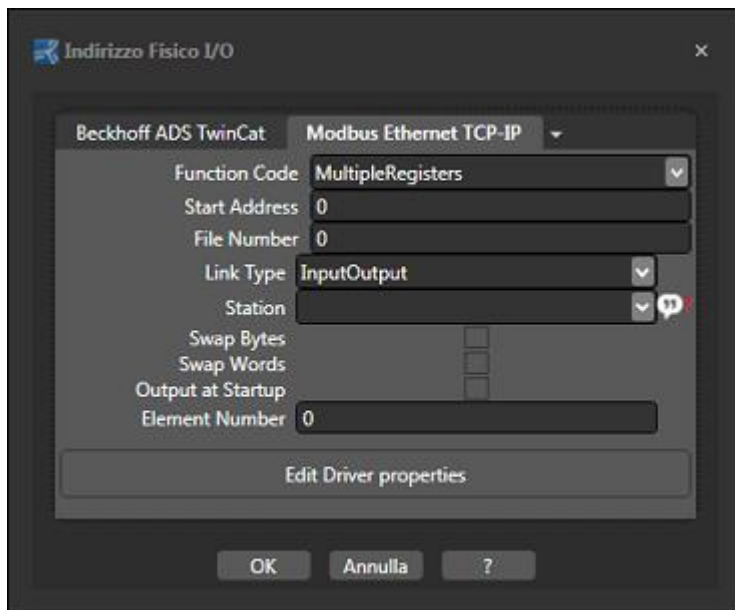 Indirizzo Fisico I/O
Beckhoff ADS TwinCat Modbus Ethernet TCP-IP
Function Code MultipleRegisters
Start Address 0
File Number 0
Link Type InputOutput
Station
Swap Bytes
Swap Words
Output at Startup
Element Number 0
Edit Driver properties
OK Annulla ?